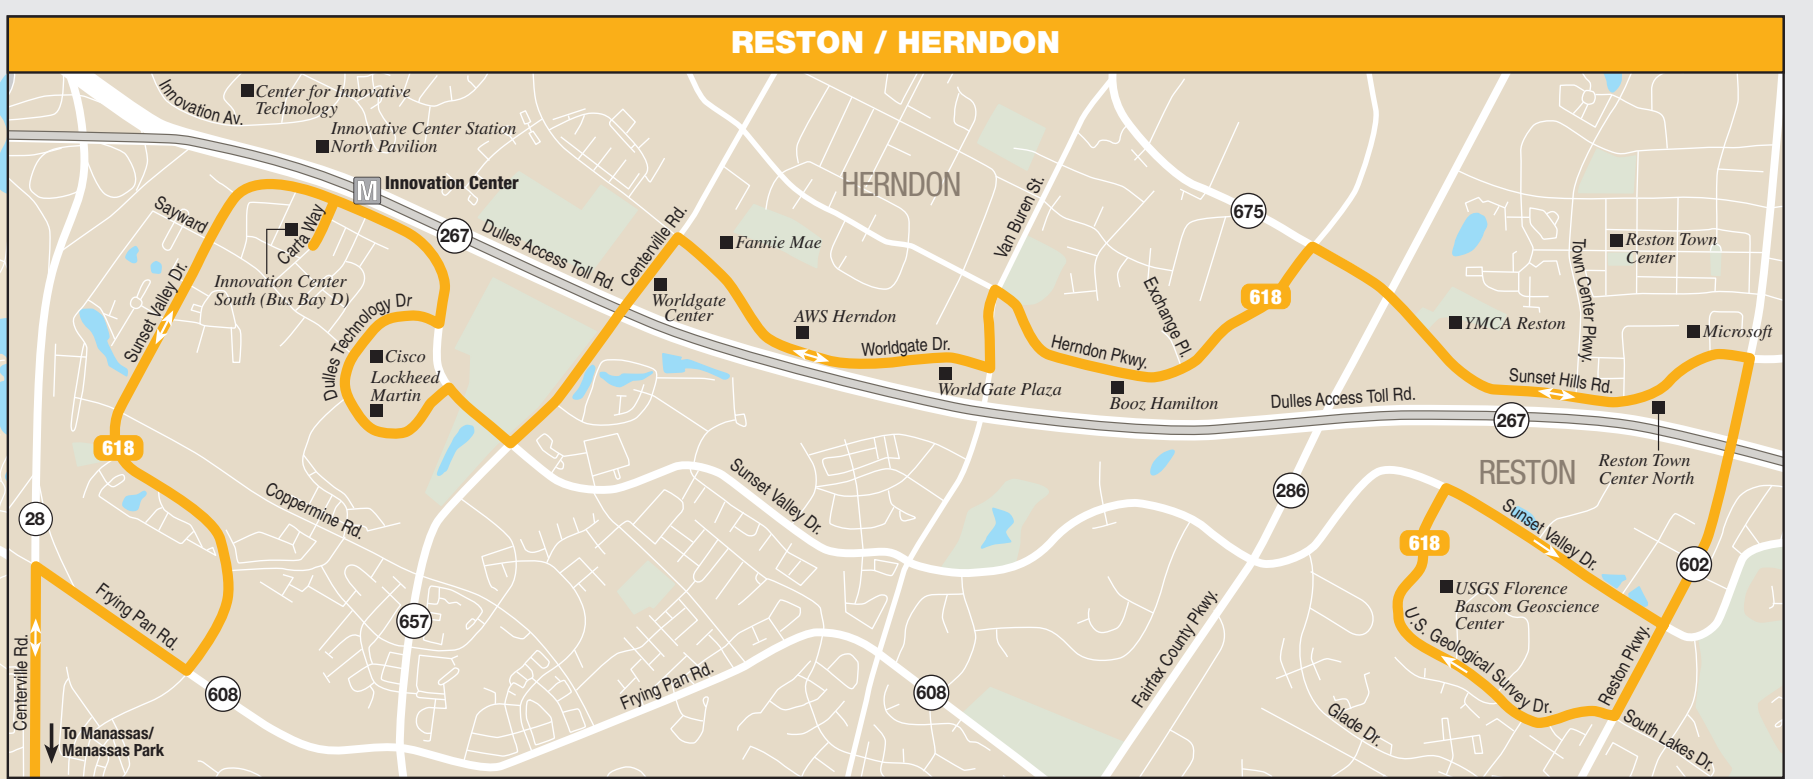 RESTON / HERNDON
Innovation Av.
Center for Innovative
Technology
Innovative Center Station
North Pavilion
M
Innovation Center
HERNDON
Sayward
Carta Way
267
Dulles Access Toll Rd.
Centerville Rd.
Fannie Mae
Van Buren St.
675
Reston Town
Center
Town Center Pkwy.
Innovation Center
South (Bus Bay D)
Sunset Valley Dr.
Dulles Technology Dr
Worldgate
Center
AWS Herndon
Exchange Pl.
618
YMCA Reston
Microsoft
Cisco
Lockheed
Martin
Worldgate Dr.
WorldGate Plaza
Herndon Pkwy.
Booz Hamilton
Dulles Access Toll Rd.
267
Sunset Hills Rd.
618
Reston Town
Center North
RESTON
28
Coppermine Rd.
Sunset Valley Dr.
286
Sunset Valley Dr.
618
602
USGS Florence
Bascom Geoscience
Center
Frying Pan Rd.
657
U.S. Geological Survey Dr.
Fairfax County Pkwy.
Reston Pkwy.
Centerville Rd.
608
Frying Pan Rd.
608
Glade Dr.
South Lakes Dr.
To Manassas/
Manassas Park